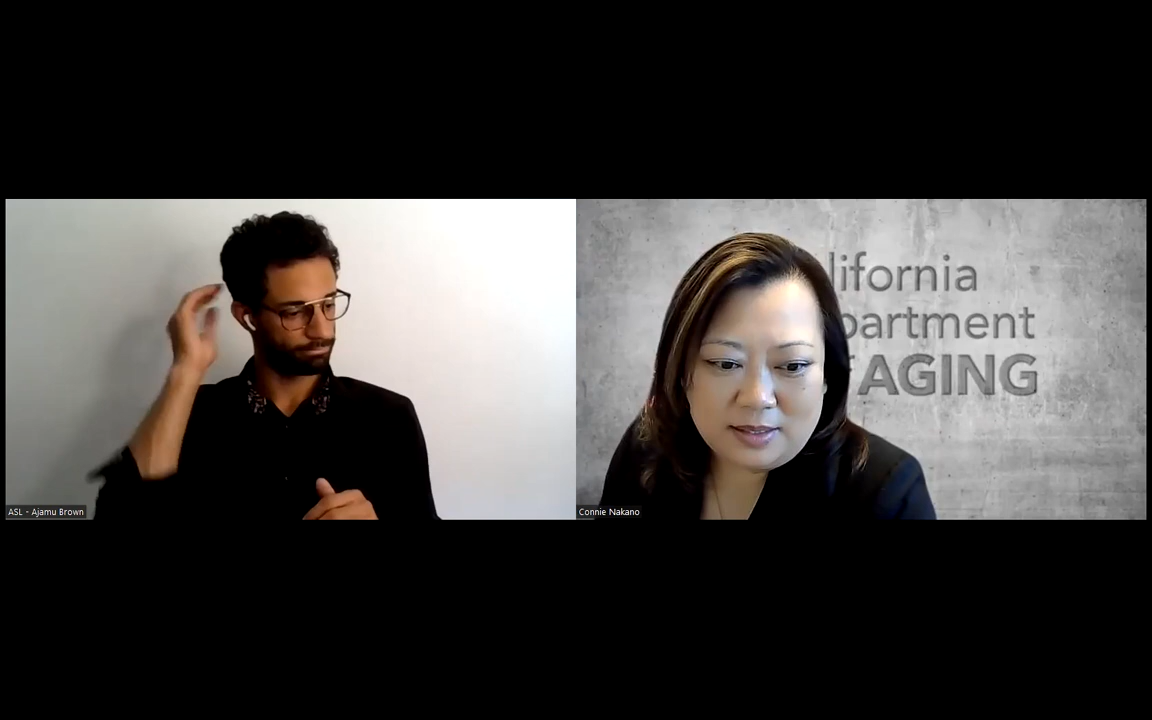 lifornia
partment
AGING
ASL - Ajamu Brown
Connie Nakano